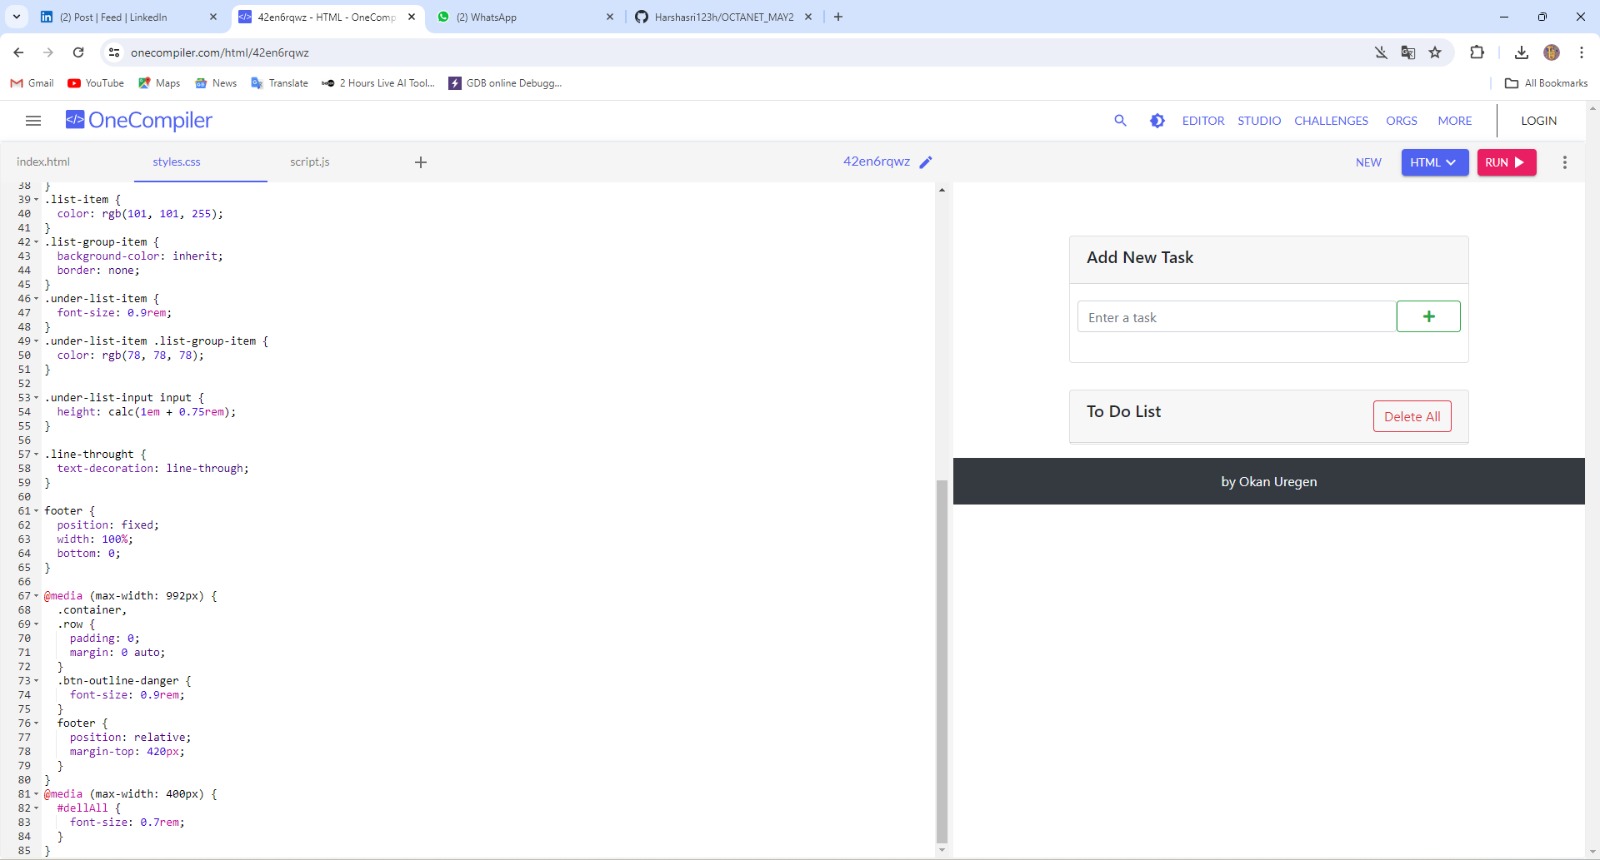 (2) Post | Feed | LinkedIn
42en6rqwz - HTML - OneComp
(2) WhatsApp
Harshasri123h/OCTANET_MAY2
onecompiler.com/html/42en6rqwz
Gmail
YouTube
Maps
News
Translate
2 Hours Live AI Tool...
GDB online Debugg...
All Bookmarks
</> OneCompiler
EDITOR
STUDIO
CHALLENGES
ORGS
MORE
LOGIN
index.html
styles.css
script.js
42en6rqwz
NEW
HTML
RUN
38 }
39 .list-item {
40 color: rgb(101, 101, 255);
41 }
42 .list-group-item {
43 background-color: inherit;
44 border: none;
45 }
46 .under-list-item {
47 font-size: 0.9rem;
48 }
49 .under-list-item .list-group-item {
50 color: rgb(78, 78, 78);
51 }
52
53 .under-list-input input {
54 height: calc(1em + 0.75rem);
55 }
56
57 .line-throught {
58 text-decoration: line-through;
59 }
60
61 footer {
62 position: fixed;
63 width: 100%;
64 bottom: 0;
65 }
66
67 @media (max-width: 992px) {
68 .container,
69 .row {
70 padding: 0;
71 margin: 0 auto;
72 }
73 .btn-outline-danger {
74 font-size: 0.9rem;
75 }
76 footer {
77 position: relative;
78 margin-top: 420px;
79 }
80 }
81 @media (max-width: 400px) {
82 #dellAll {
83 font-size: 0.7rem;
84 }
85 }
Add New Task
Enter a task
+
To Do List
Delete All
by Okan Uregen